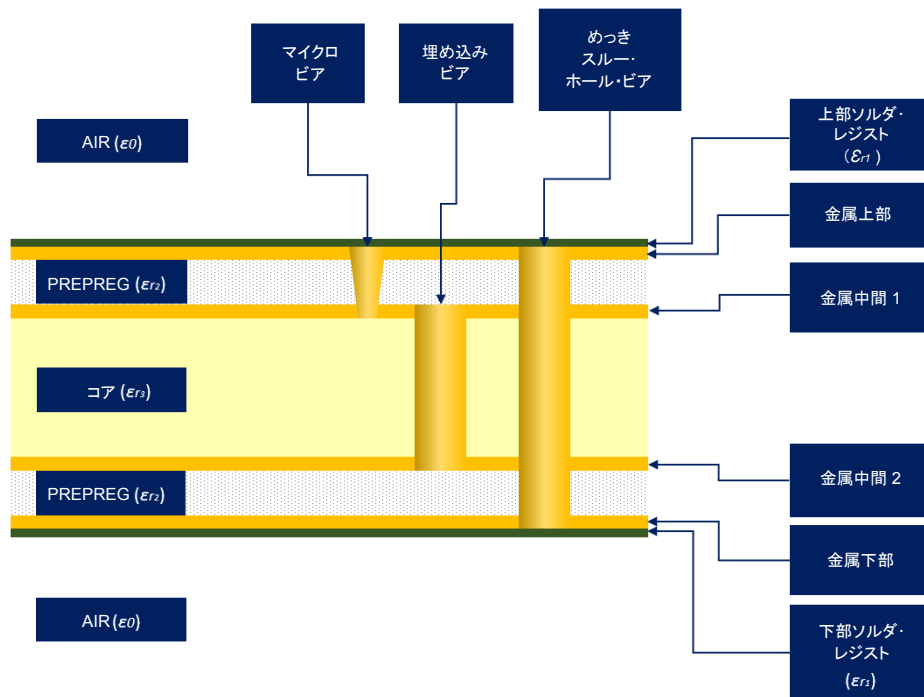 マイクロ
ビア
埋め込み
ビア
めっき
スルー・
ホール・ビア
AIR (ε0)
上部ソルダ・
レジスト
(εr1)
金属上部
PREPREG (εr2)
金属中間 1
コア (εr3)
金属中間 2
PREPREG (εr2)
金属下部
AIR (ε0)
下部ソルダ・
レジスト
(εr1)